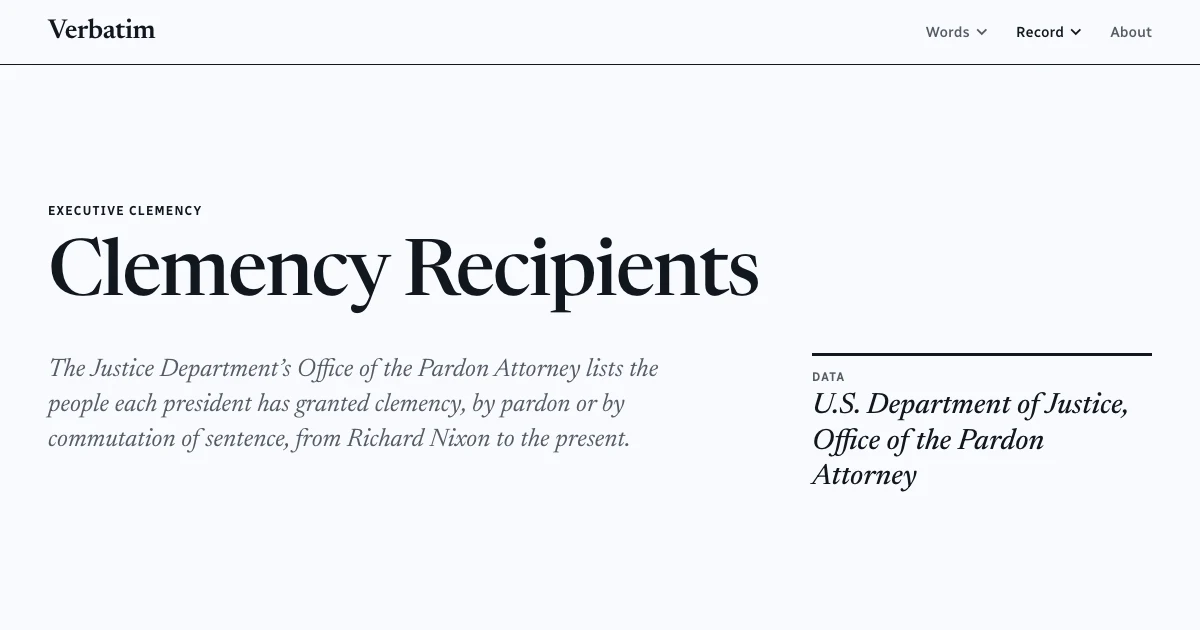 Verbatim
Words
Record
About
EXECUTIVE CLEMENCY
Clemency Recipients
The Justice Department’s Office of the Pardon Attorney lists the
people each president has granted clemency, by pardon or by
commutation of sentence, from Richard Nixon to the present.
DATA
U.S. Department of Justice,
Office of the Pardon
Attorney